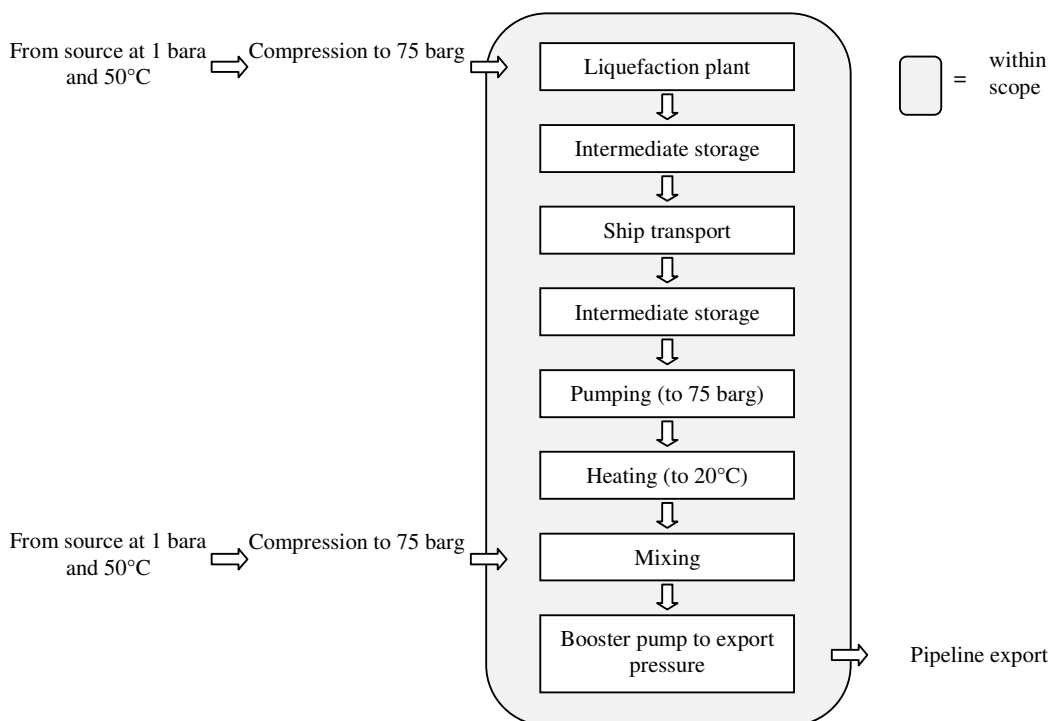 From source at 1 bara
and 50°C
Compression to 75 barg
Liquefaction plant
=
within
scope
Intermediate storage
Ship transport
Intermediate storage
Pumping (to 75 barg)
Heating (to 20°C)
From source at 1 bara
and 50°C
Compression to 75 barg
Mixing
Booster pump to export
pressure
Pipeline export